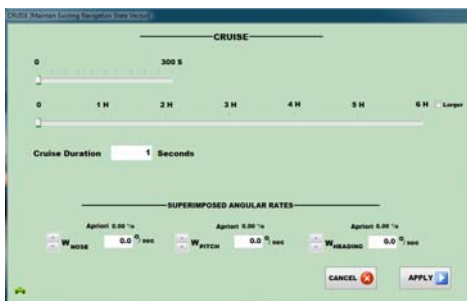 CRUISE (Maintain Existing Navigation State Vector)
CRUISE
0 300 S
0 1 H 2 H 3 H 4 H 5 H 6 H Larger
Cruise Duration 1 Seconds
SUPERIMPOSED ANGULAR RATES
Apriori 0.00 °/s Apriori 0.00 °/s Apriori 0.00 °/s
W NOSE 0.0 °/ sec W PITCH 0.0 °/ sec W HEADING 0.0 °/ sec
CANCEL APPLY